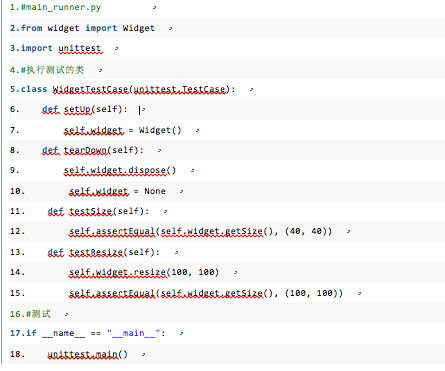 1.#main_runner.py
2.from widget import Widget
3.import unittest
4.#执行测试的类
5.class WidgetTestCase(unittest.TestCase):
6. def setUp(self):
7. self.widget = Widget()
8. def tearDown(self):
9. self.widget.dispose()
10. self.widget = None
11. def testSize(self):
12. self.assertEqual(self.widget.getSize(), (40, 40))
13. def testResize(self):
14. self.widget.resize(100, 100)
15. self.assertEqual(self.widget.getSize(), (100, 100))
16.#测试
17.if __name__ == "__main__":
18. unittest.main()